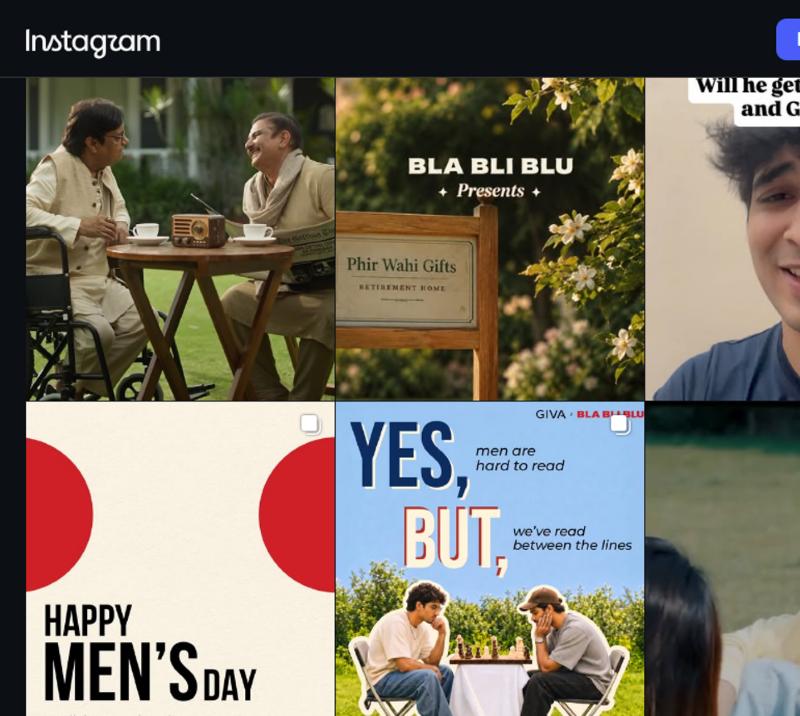 Instagram
Will he get
and G
BLA BLI BLU
Presents
Phir Wahi Gifts
RETIREMENT HOME
GIVA · BLA BLI BLU
YES,
men are
hard to read
BUT,
we've read
between the lines
HAPPY
MEN'S DAY